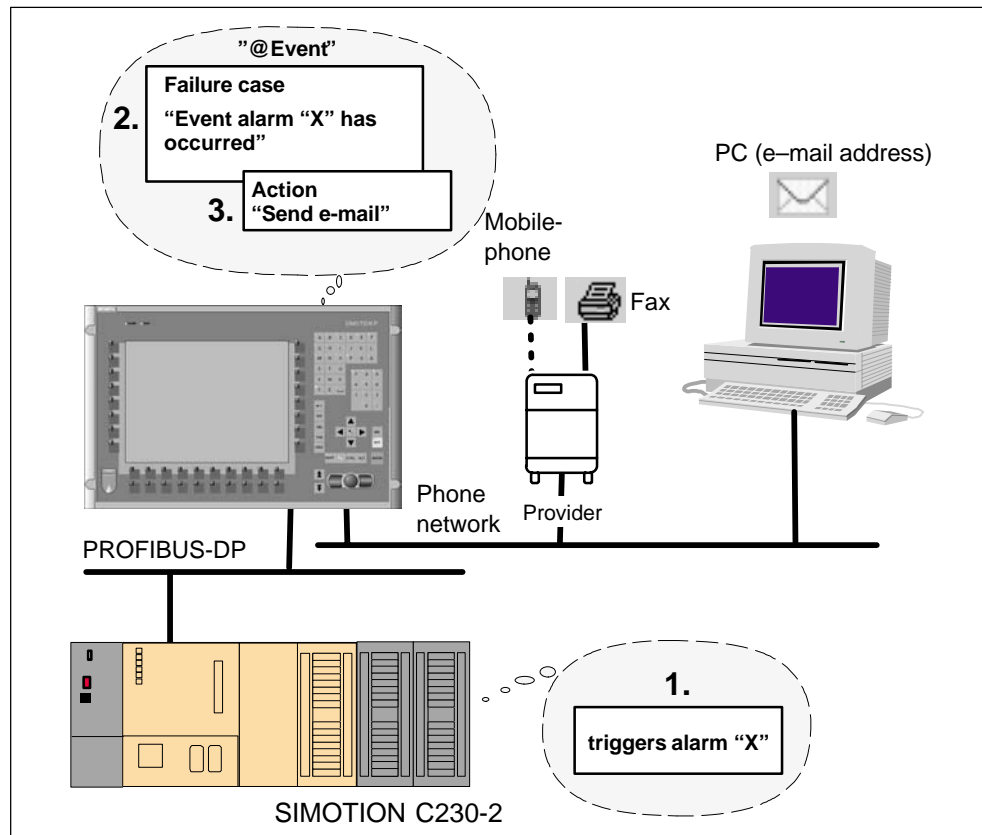 ”@Event”
Failure case
2.
“Event alarm “X” has
occurred”
Action
3.
“Send e-mail”
PC (e–mail address)
Mobile-
phone
Fax
Phone
network
Provider
PROFIBUS-DP
1.
triggers alarm “X”
SIMOTION C230-2